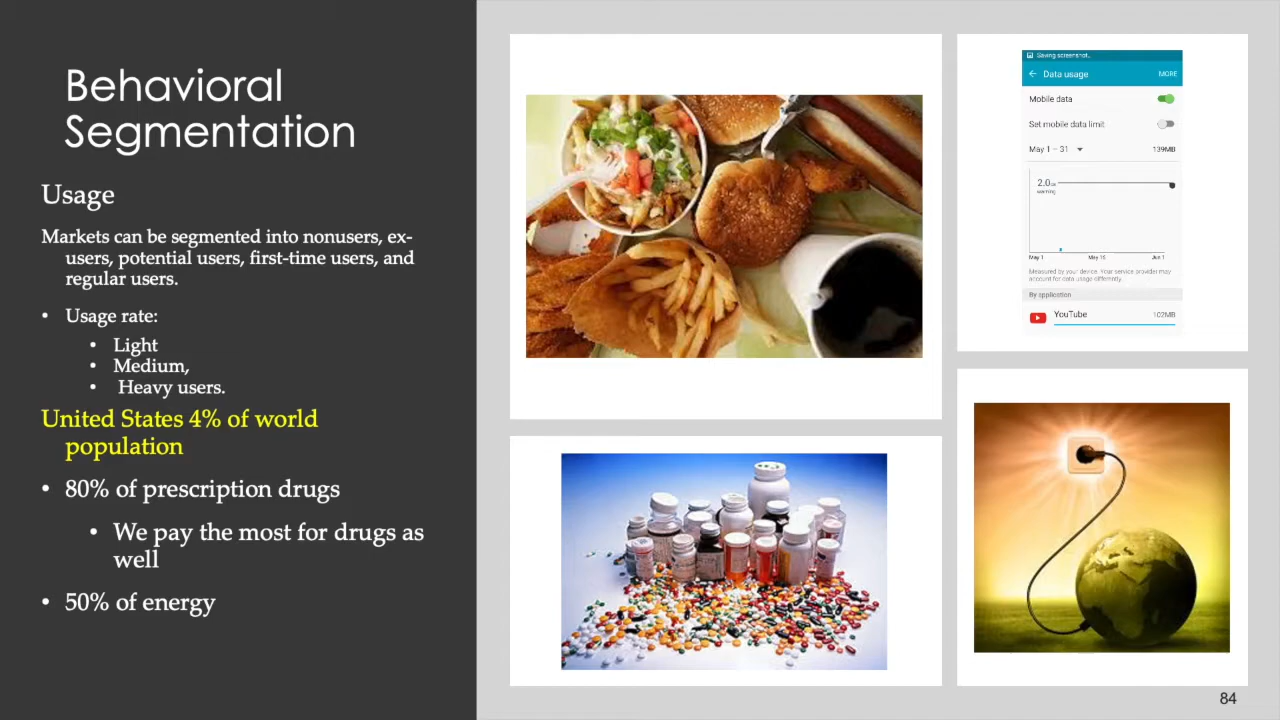 Behavioral
Segmentation
Usage
Markets can be segmented into nonusers, ex-
users, potential users, first-time users, and
regular users.
• Usage rate:
• Light
• Medium,
• Heavy users.
United States 4% of world
population
• 80% of prescription drugs
• We pay the most for drugs as
well
• 50% of energy
Saving screenshot...
Data usage
MORE
Mobile data
Set mobile data limit
May 1 – 31
139MB
2.0
warning
May 1
May 16
Jun 1
Measured by your device. Your service provider may
account for data usage differently.
By application
YouTube
102MB
84